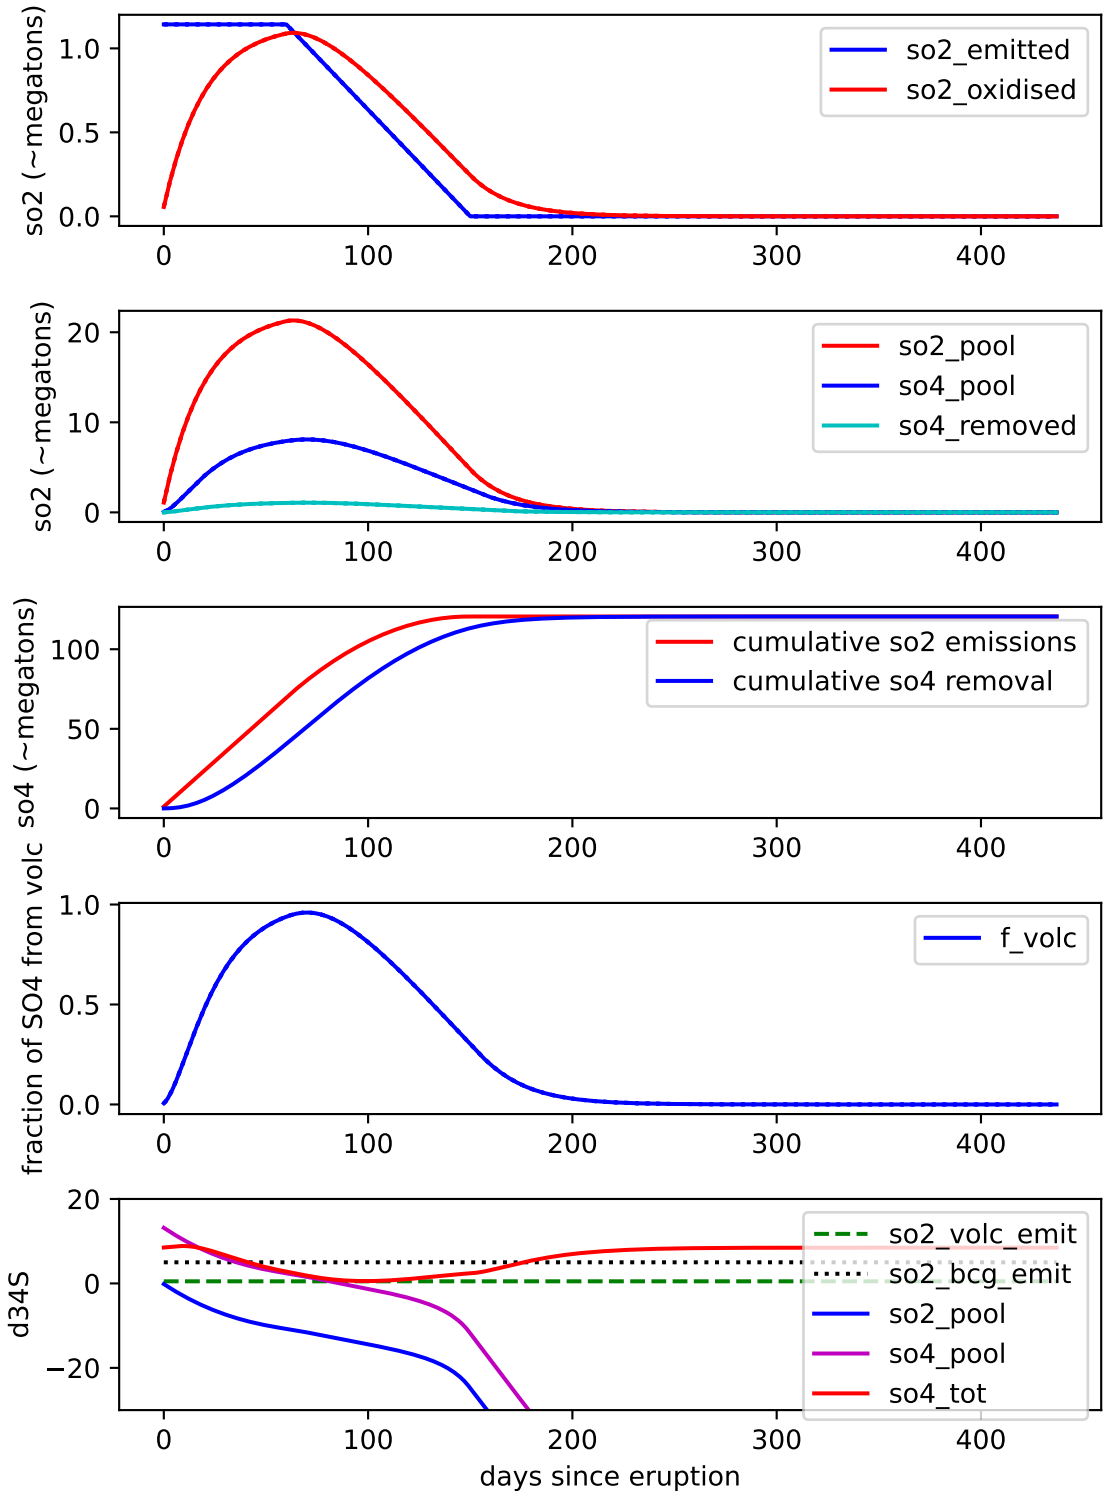 so2 (~megatons)
1.0
0.5
0.0
so2_emitted
so2_oxidised
0 100 200 300 400
so2 (~megatons)
20
10
0
so2_pool
so4_pool
so4_removed
0 100 200 300 400
so4 (~megatons)
100
50
0
cumulative so2 emissions
cumulative so4 removal
0 100 200 300 400
fraction of SO4 from volc
1.0
0.5
0.0
f_volc
0 100 200 300 400
d34S
20
0
−20
so2_volc_emit
so2_bcg_emit
so2_pool
so4_pool
so4_tot
0 100 200 300 400
days since eruption